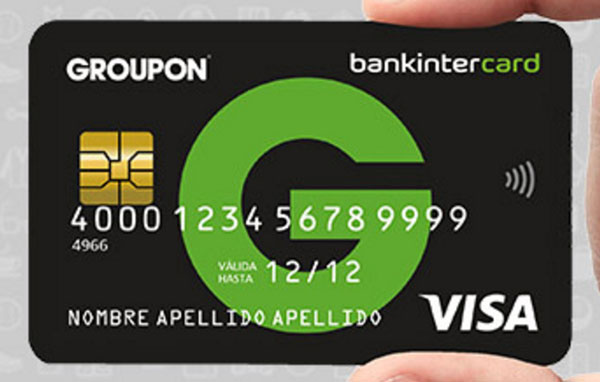 GROUPON bankintercard
4000 1234 5678 9999
4966
VÁLIDA HASTA 12/12
NOMBRE APELLIDO APELLIDO
VISA